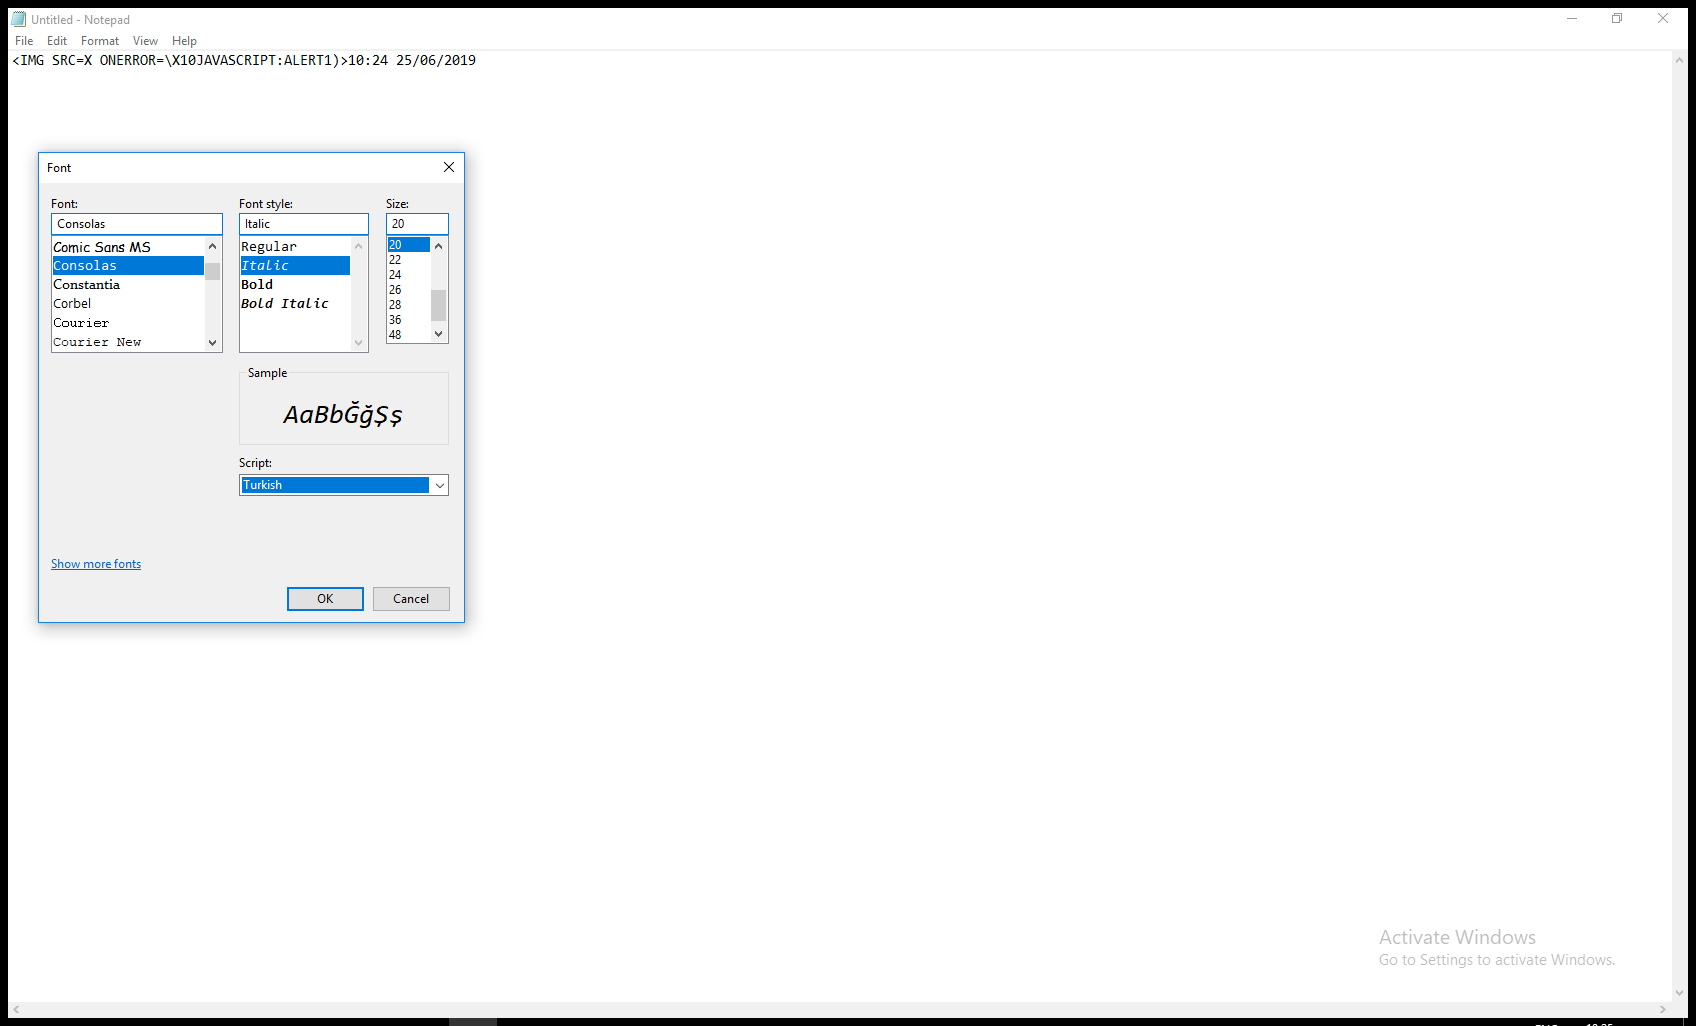 Untitled - Notepad
File Edit Format View Help
<IMG SRC=X ONERROR=\X10JAVASCRIPT:ALERT1)>10:24 25/06/2019
Font
Font: Font style: Size:
Consolas Italic 20
Comic Sans MS
Consolas
Constantia
Corbel
Courier
Courier New
Regular
Italic
Bold
Bold Italic
20
22
24
26
28
36
48
Sample
AaBbĞğŞş
Script:
Turkish
Show more fonts
OK Cancel
Activate Windows
Go to Settings to activate Windows.